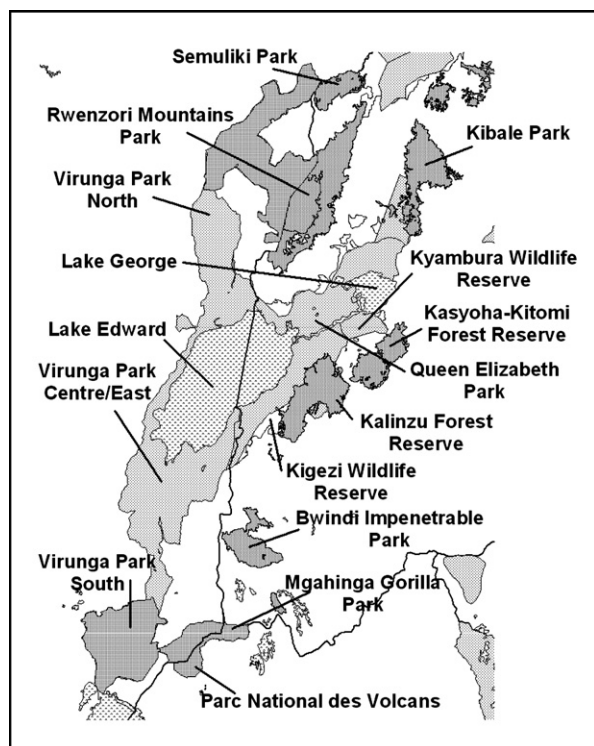 Semuliki Park
Rwenzori Mountains
Park
Kibale Park
Virunga Park
North
Lake George
Kyambura Wildlife
Reserve
Kasyoha-Kitomi
Forest Reserve
Lake Edward
Queen Elizabeth
Park
Virunga Park
Centre/East
Kalinzu Forest
Reserve
Kigezi Wildlife
Reserve
Bwindi Impenetrable
Park
Virunga Park
South
Mgahinga Gorilla
Park
Parc National des Volcans